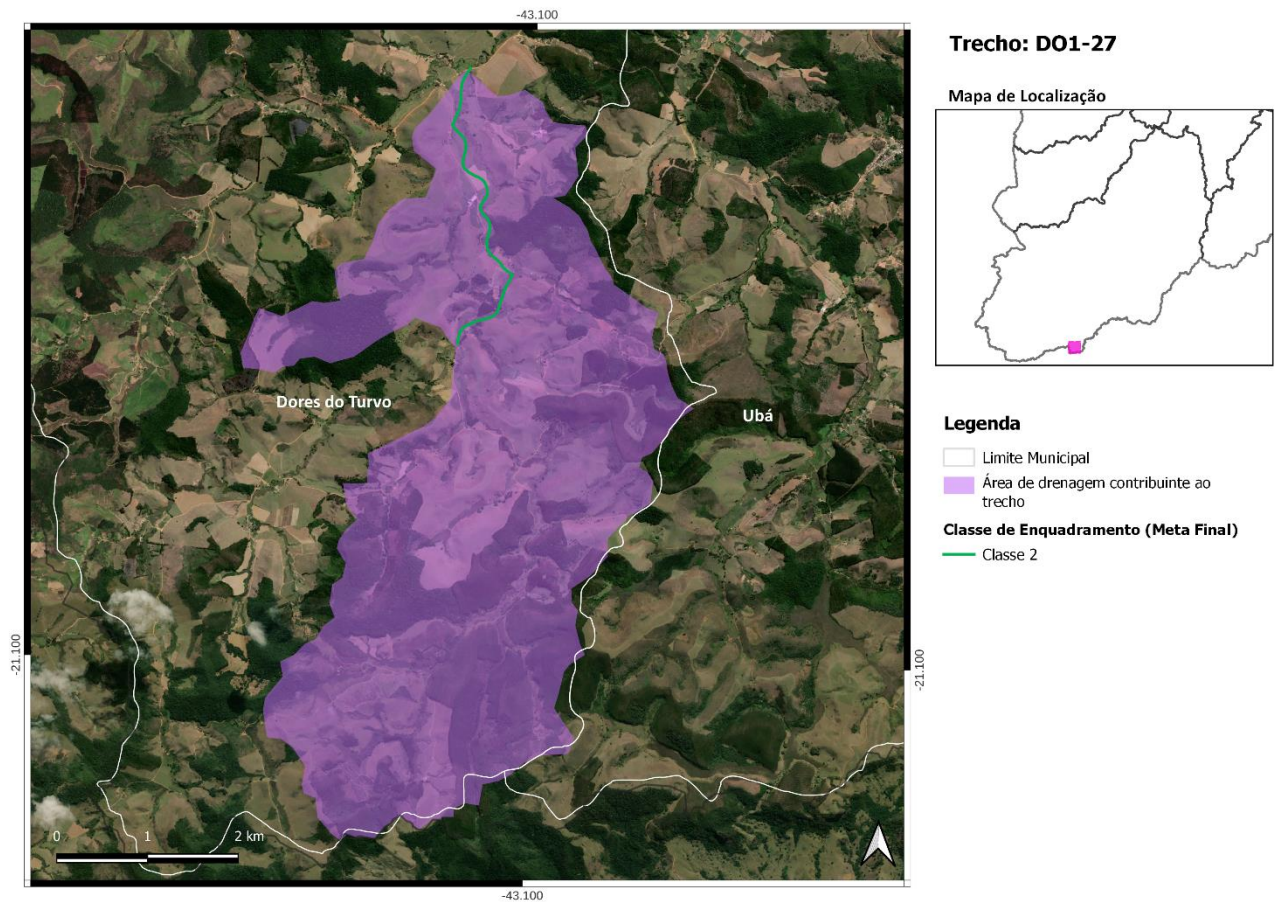 -43.100
Trecho: DO1-27
Mapa de Localização
Dores do Turvo
Ubá
Legenda
Limite Municipal
Área de drenagem contribuinte ao
trecho
Classe de Enquadramento (Meta Final)
Classe 2
-21.100
-21.100
0 1 2 km
-43.100